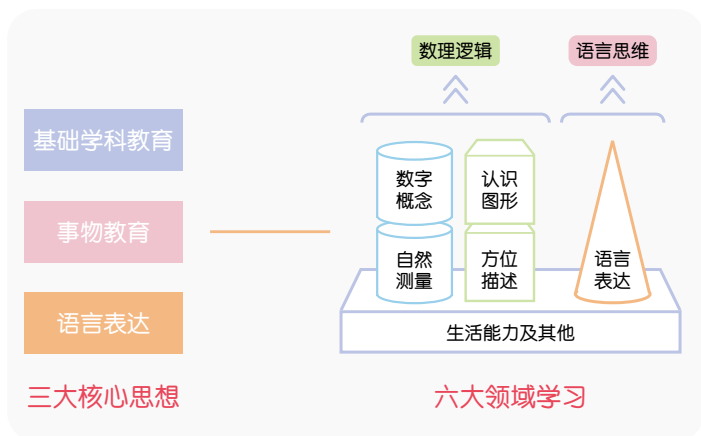 数理逻辑
语言思维
基础学科教育
事物教育
语言表达
数字
概念
认识
图形
自然
测量
方位
描述
语言
表达
生活能力及其他
三大核心思想
六大领域学习